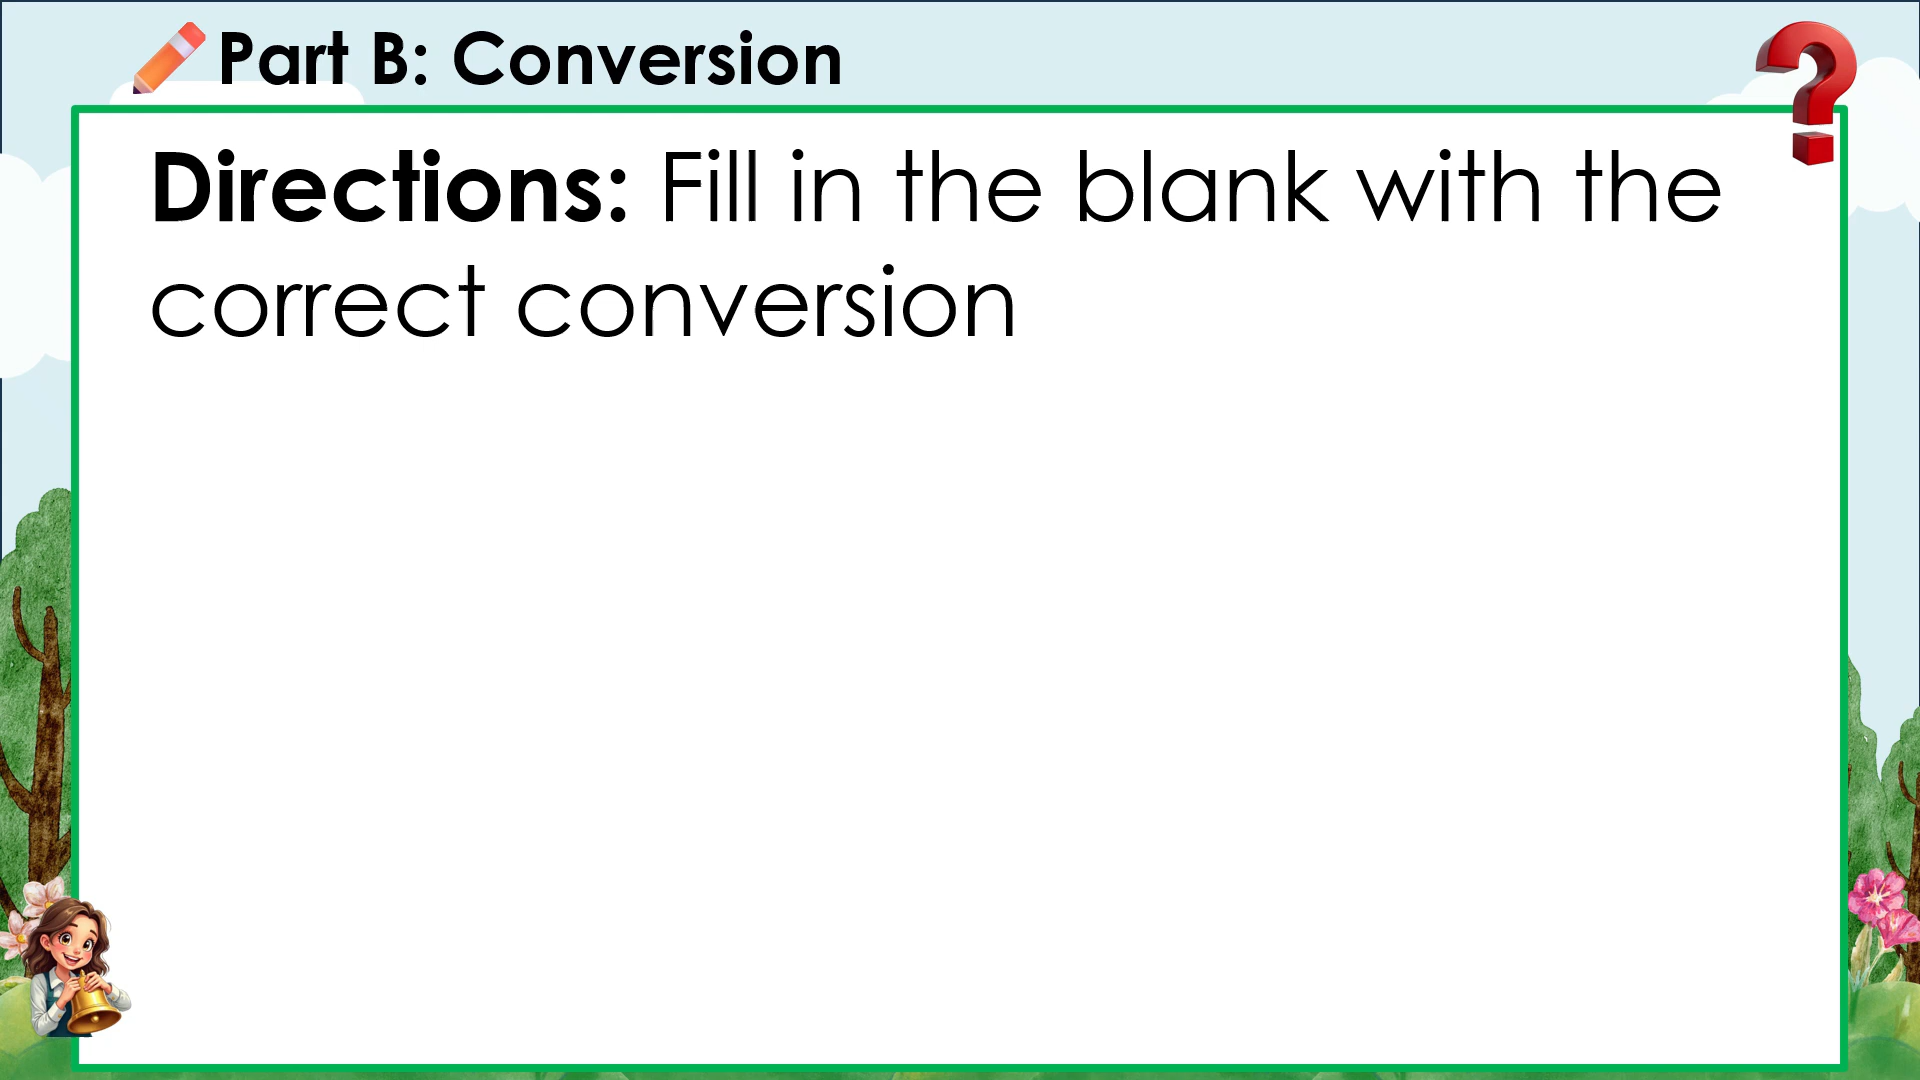 Part B: Conversion
Directions: Fill in the blank with the
correct conversion